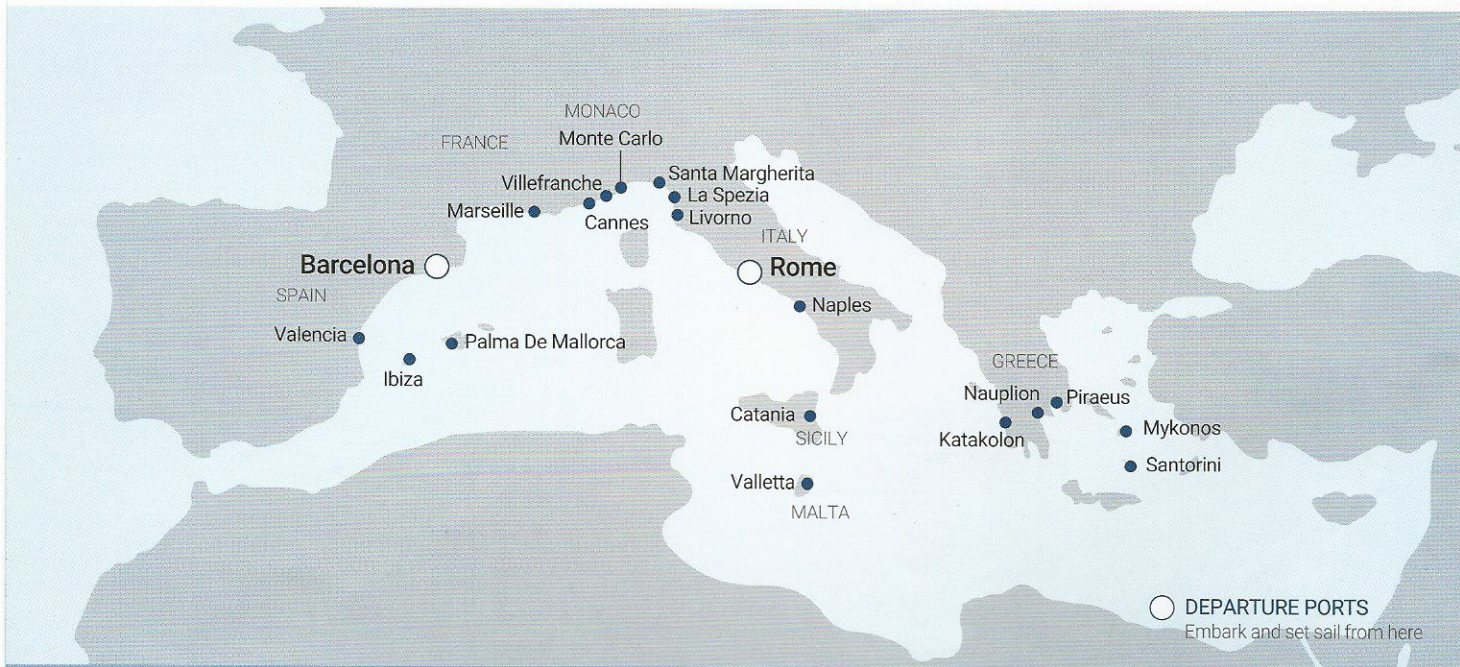 MONACO
FRANCE
Monte Carlo
Villefranche
Santa Margherita
La Spezia
Marseille
Cannes
Livorno
ITALY
Barcelona
Rome
SPAIN
Naples
Valencia
Palma De Mallorca
Ibiza
GREECE
Nauplion
Piraeus
Catania
Katakolon
Mykonos
SICILY
Santorini
Valletta
MALTA
DEPARTURE PORTS
Embark and set sail from here